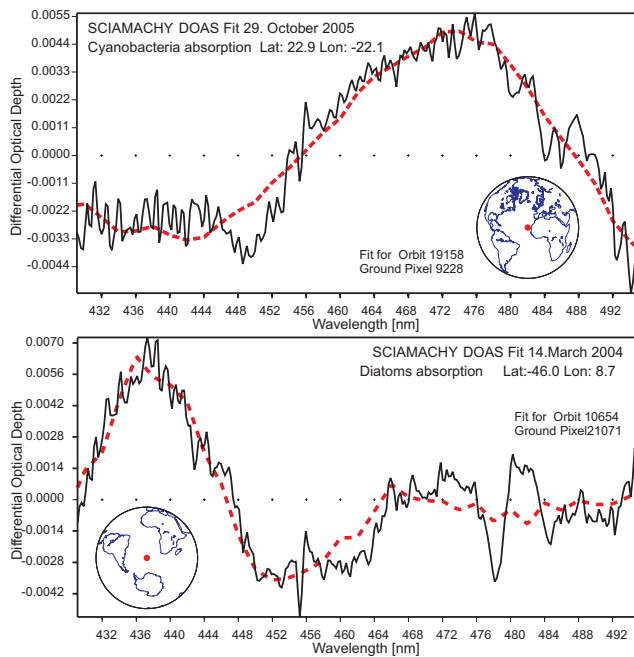 SCIAMACHY DOAS Fit 29. October 2005
Cyanobacteria absorption Lat: 22.9 Lon: -22.1
Differential Optical Depth
0.0055
0.0044
0.0033
0.0022
0.0011
0.0000
-0.0011
-0.0022
-0.0033
-0.0044
Fit for Orbit 19158
Ground Pixel 9228
432 436 440 444 448 452 456 460 464 468 472 476 480 484 488 492
Wavelength [nm]
SCIAMACHY DOAS Fit 14.March 2004
Diatoms absorption Lat:-46.0 Lon: 8.7
Fit for Orbit 10654
Ground Pixel21071
Differential Optical Depth
0.0070
0.0056
0.0042
0.0028
0.0014
0.0000
-0.0014
-0.0028
-0.0042
432 436 440 444 448 452 456 460 464 468 472 476 480 484 488 492
Wavelength [nm]